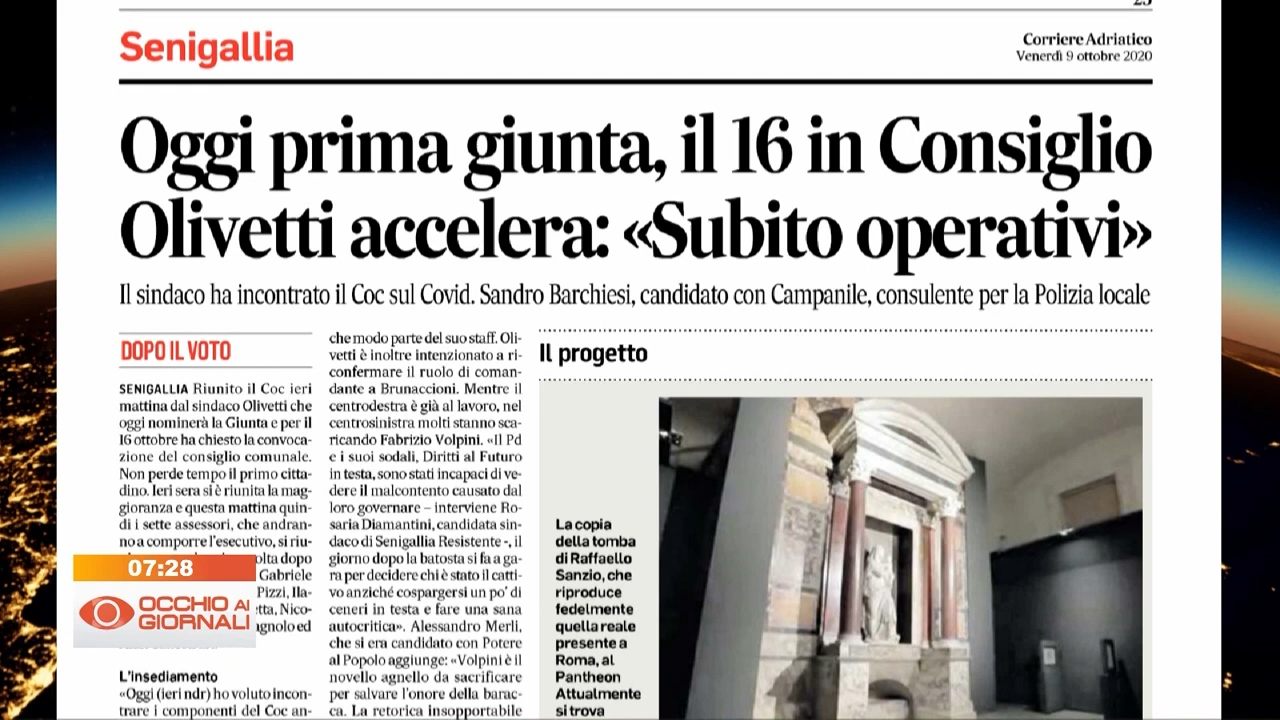 Senigallia
Corriere Adriatico
Venerdì 9 ottobre 2020
Oggi prima giunta, il 16 in Consiglio
Olivetti accelera: «Subito operativi»
Il sindaco ha incontrato il Coc sul Covid. Sandro Barchiesi, candidato con Campanile, consulente per la Polizia locale
DOPO IL VOTO
SENIGALLIA Riunito il Coc ieri
mattina dal sindaco Olivetti che
oggi nominerà la Giunta e per il
16 ottobre ha chiesto la convoca-
zione del consiglio comunale.
Non perde tempo il primo citta-
dino. Ieri sera si è riunita la mag-
gioranza e questa mattina quin-
di i sette assessori, che andran-
no a comporre l'esecutivo, si riu-
olta dopo
Gabriele
Pizzi, Ila-
etta, Nico-
agnolo ed
L'insediamento
«Oggi (ieri ndr) ho voluto incon-
trare i componenti del Coc an-
che modo parte del suo staff. Oli-
vetti è inoltre intenzionato a ri-
confermare il ruolo di coman-
dante a Brunaccioni. Mentre il
centrodestra è già al lavoro, nel
centrosinistra molti stanno sca-
ricando Fabrizio Volpini. «Il Pd
e i suoi sodali, Diritti al Futuro
in testa, sono stati incapaci di ve-
dere il malcontento causato dal
loro governare – interviene Ro-
saria Diamantini, candidata sin-
daco di Senigallia Resistente -, il
giorno dopo la batosta si fa a ga-
ra per decidere chi è stato il catti-
vo anziché cospargersi un po' di
ceneri in testa e fare una sana
autocritica». Alessandro Merli,
che si era candidato con Potere
al Popolo aggiunge: «Volpini è il
novello agnello da sacrificare
per salvare l'onore della barac-
ca. La retorica insopportabile
Il progetto
La copia
della tomba
di Raffaello
Sanzio, che
riproduce
fedelmente
quella reale
presente a
Roma, al
Pantheon
Attualmente
si trova
07:28
OCCHIO AI
GIORNALI